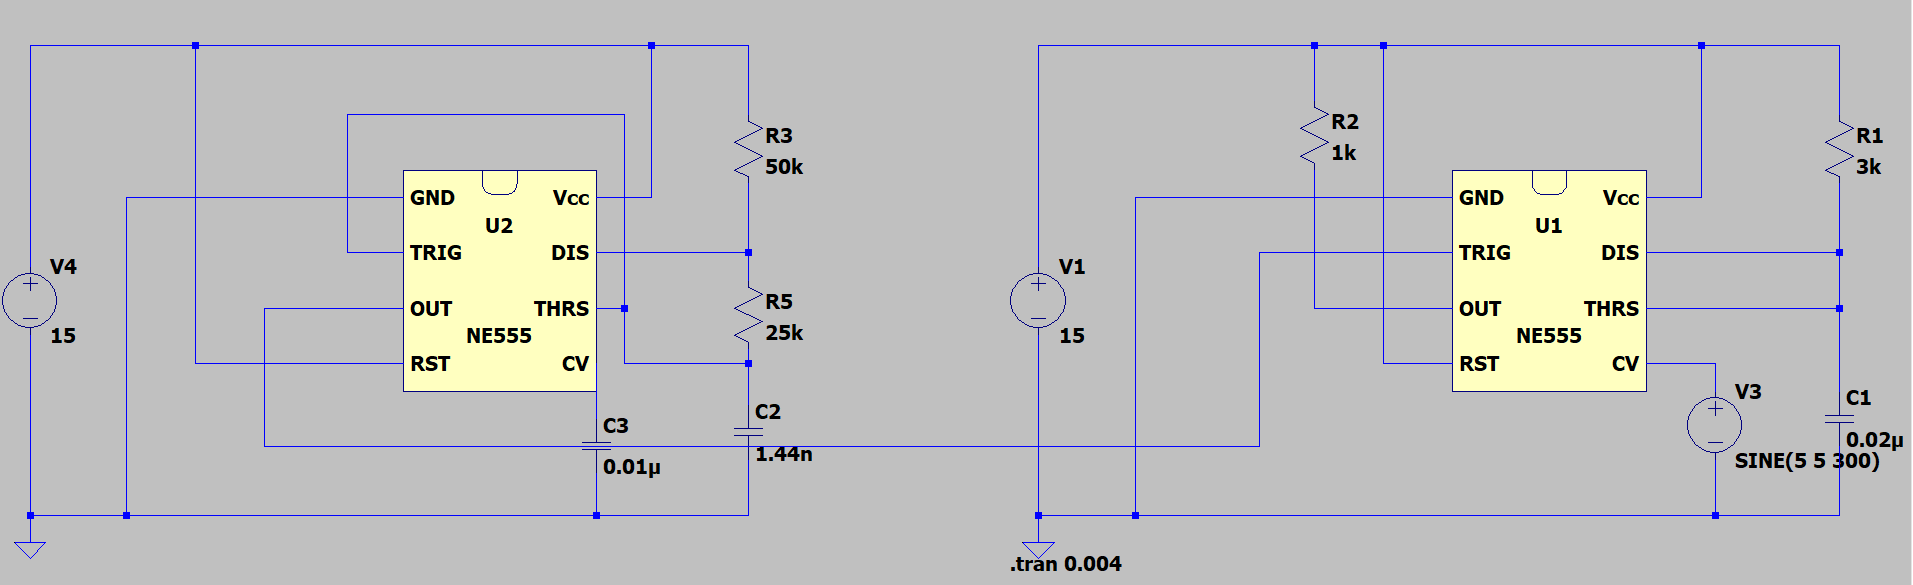 V4
15
GND
TRIG
OUT
RST
U2
NE555
Vcc
DIS
THRS
CV
R3
50k
R5
25k
C3
0.01µ
C2
1.44n
V1
15
R2
1k
GND
TRIG
OUT
RST
U1
NE555
Vcc
DIS
THRS
CV
R1
3k
V3
SINE(5 5 300)
C1
0.02µ
.tran 0.004